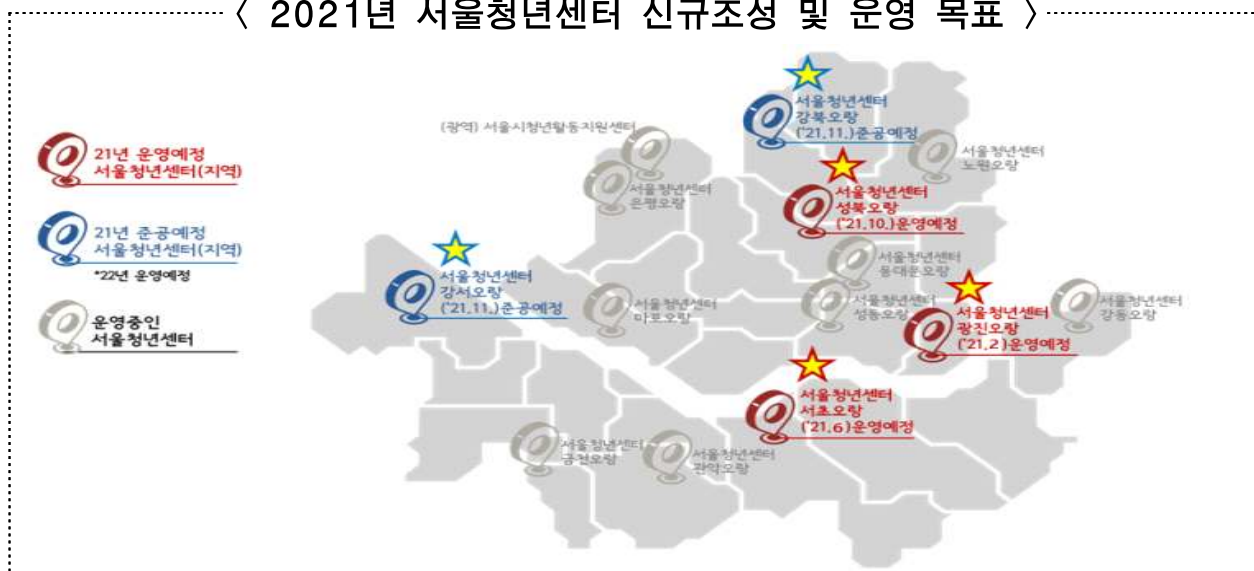 〈 2021년 서울청년센터 신규조성 및 운영 목표 〉
21년 운영예정
서울청년센터(지역)
21년 준공예정
서울청년센터(지역)
*22년 운영예정
운영중인
서울청년센터
서울청년센터
강북오랑
('21.11.)준공예정
(광역) 서울시청년활동지원센터
서울청년센터
노원오랑
서울청년센터
은평오랑
서울청년센터
성북오랑
('21.10.)운영예정
서울청년센터
동대문오랑
서울청년센터
강서오랑
('21.11.)준공예정
서울청년센터
마포오랑
서울청년센터
성동오랑
서울청년센터
광진오랑
('21.2)운영예정
서울청년센터
강동오랑
서울청년센터
서초오랑
('21.6)운영예정
서울청년센터
금천오랑
서울청년센터
관악오랑